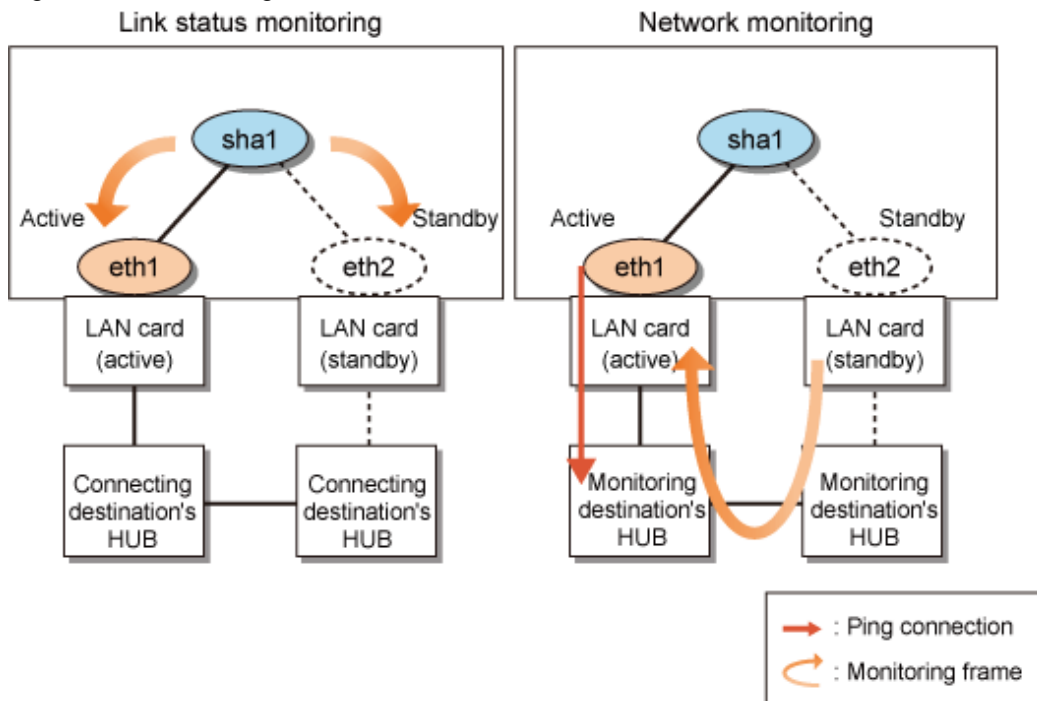 Link status monitoring
sha1
Active
Standby
eth1
eth2
LAN card
(active)
LAN card
(standby)
Connecting
destination's
HUB
Connecting
destination's
HUB
Network monitoring
sha1
Active
Standby
eth1
eth2
LAN card
(active)
LAN card
(standby)
Monitoring
destination's
HUB
Monitoring
destination's
HUB
: Ping connection
: Monitoring frame